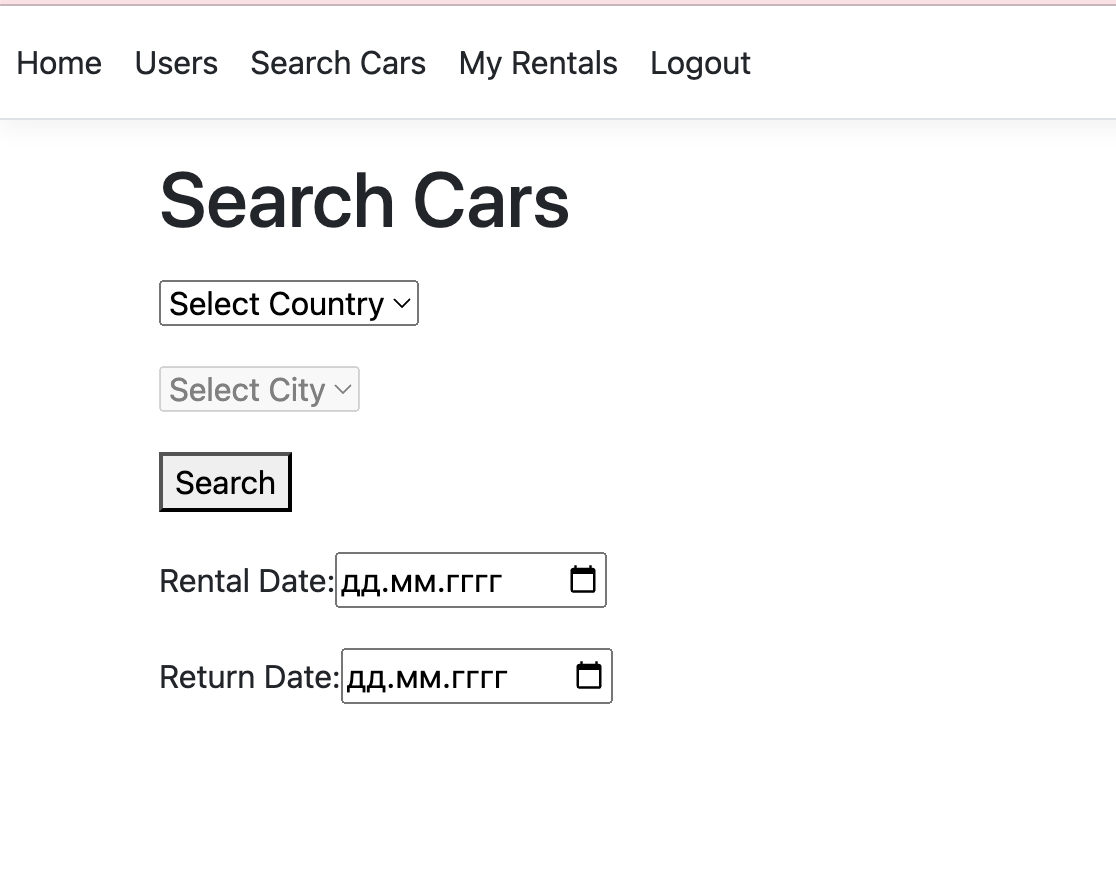 Home Users Search Cars My Rentals Logout
Search Cars
Select Country
Select City
Search
Rental Date: дд.мм.гггг
Return Date: дд.мм.гггг